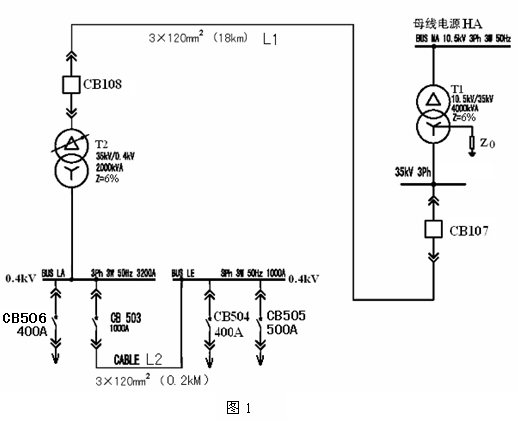 母线电源HA
BUS MA 10.5kV 3Ph 3W 50Hz
3×120mm² (18km) L1
CB108
T1
10.5kV/35kV
4000kVA
Z=6%
Z0
T2
35kV/0.4kV
2000kVA
Z=6%
35kV 3Ph
CB107
0.4kV
BUS LA 3Ph 3W 50Hz 3200A
BUS LE 3Ph 3W 50Hz 1000A
0.4kV
CB506
400A
CB 503
1000A
CB504
400A
CB505
500A
CABLE L2
3×120mm² (0.2kM)
图1